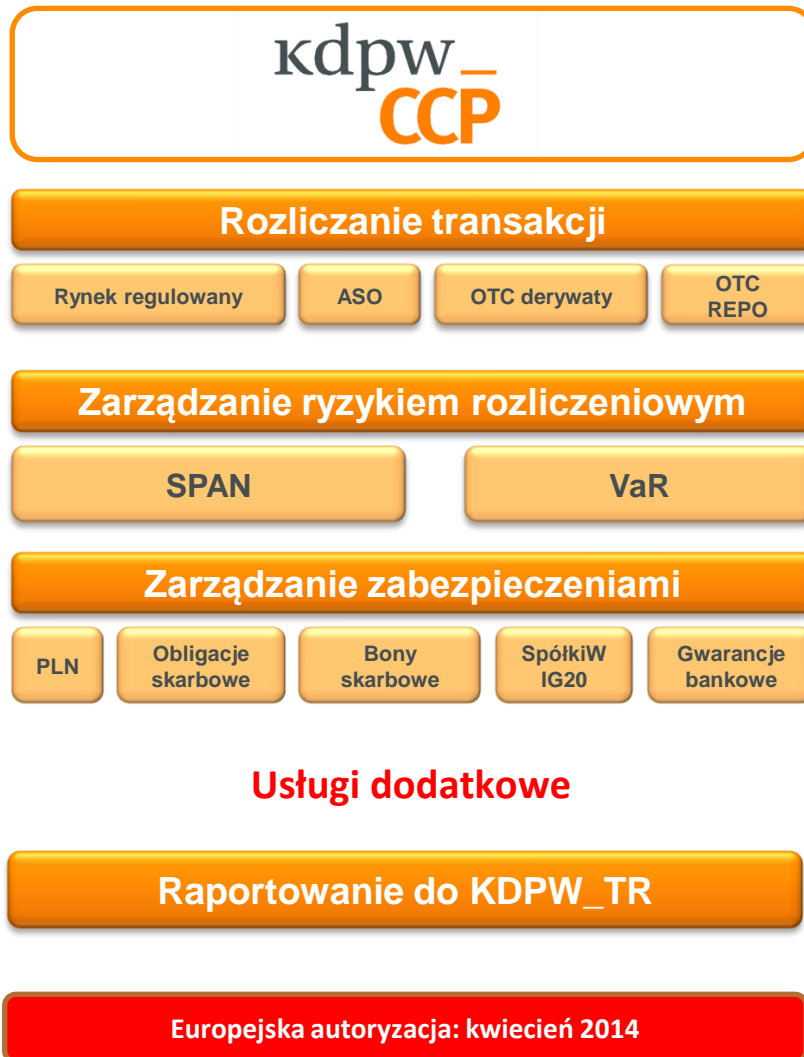 kdpw_
CCP
Rozliczanie transakcji
Rynek regulowany
ASO
OTC derywaty
OTC
REPO
Zarządzanie ryzykiem rozliczeniowym
SPAN
VaR
Zarządzanie zabezpieczeniami
PLN
Obligacje
skarbowe
Bony
skarbowe
SpółkiW
IG20
Gwarancje
bankowe
Usługi dodatkowe
Raportowanie do KDPW_TR
Europejska autoryzacja: kwiecień 2014